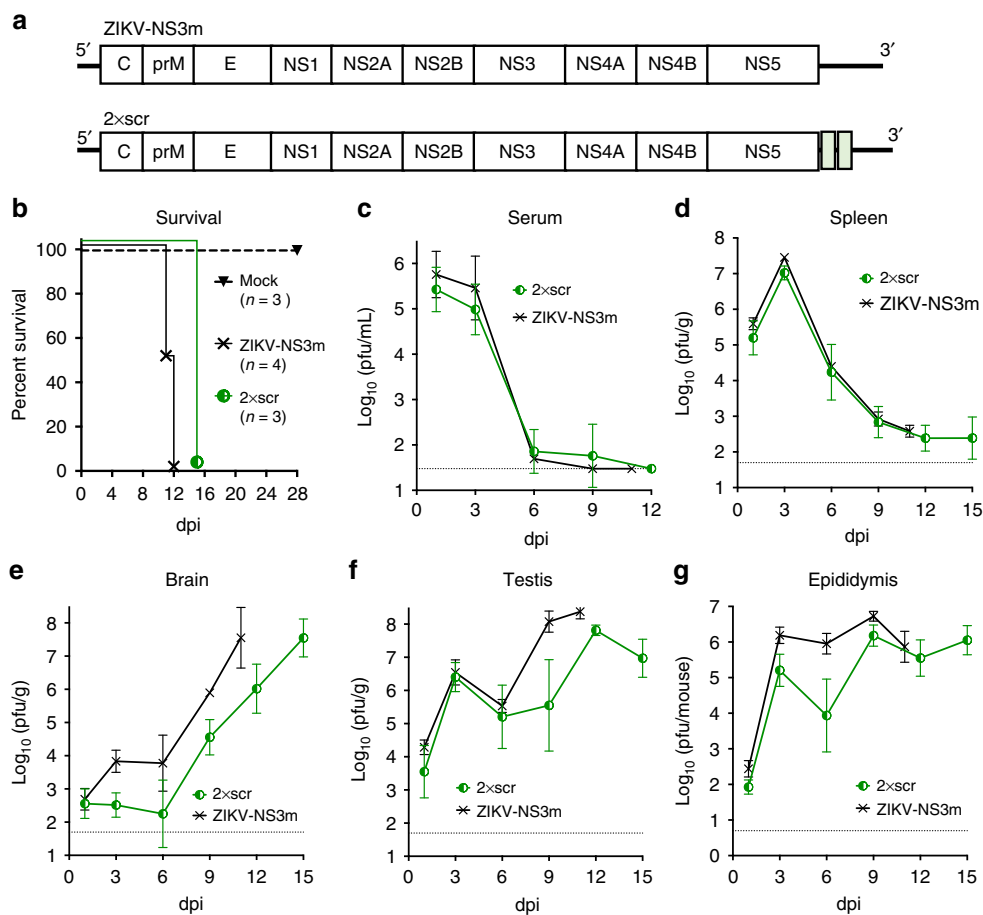 a
ZIKV-NS3m
5′ 3′
C prM E NS1 NS2A NS2B NS3 NS4A NS4B NS5
2×scr
5′ 3′
C prM E NS1 NS2A NS2B NS3 NS4A NS4B NS5
b
Survival
Percent survival
100
80
60
40
20
0
0 4 8 12 16 20 24 28
dpi
Mock
(n = 3 )
ZIKV-NS3m
(n = 4)
2×scr
(n = 3)
c
Serum
Log10 (pfu/mL)
6
5
4
3
2
1
0 3 6 9 12
dpi
2×scr
ZIKV-NS3m
d
Spleen
Log10 (pfu/g)
8
7
6
5
4
3
2
1
0 3 6 9 12 15
dpi
2×scr
ZIKV-NS3m
e
Brain
Log10 (pfu/g)
8
7
6
5
4
3
2
1
0 3 6 9 12 15
dpi
2×scr
ZIKV-NS3m
f
Testis
Log10 (pfu/g)
8
7
6
5
4
3
2
1
0 3 6 9 12 15
dpi
2×scr
ZIKV-NS3m
g
Epididymis
Log10 (pfu/mouse)
7
6
5
4
3
2
1
0
0 3 6 9 12 15
dpi
2×scr
ZIKV-NS3m